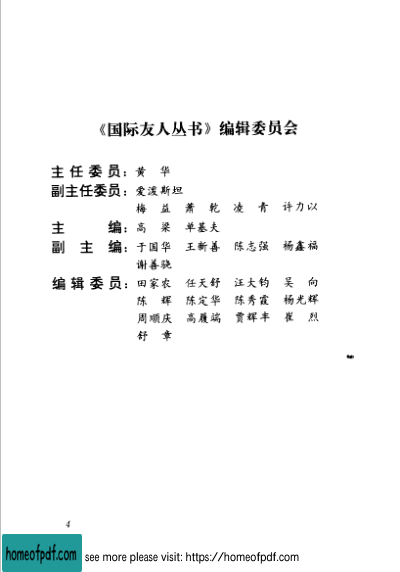 《国际友人丛书》编辑委员会
主任委员：黄 华
副主任委员：爱泼斯坦
梅 益 萧 乾 凌 青 许力以
主 编：高 梁 单基夫
副 主 编：于国华 王新善 陈志强 杨鑫福
谢善骁
编辑委员：田家农 任天舒 汪大钧 吴 向
陈 辉 陈定华 陈秀霞 杨光辉
周顺庆 高履端 贾辉丰 崔 烈
舒 章
4
homeofpdf.com
see more please visit: https://homeofpdf.com